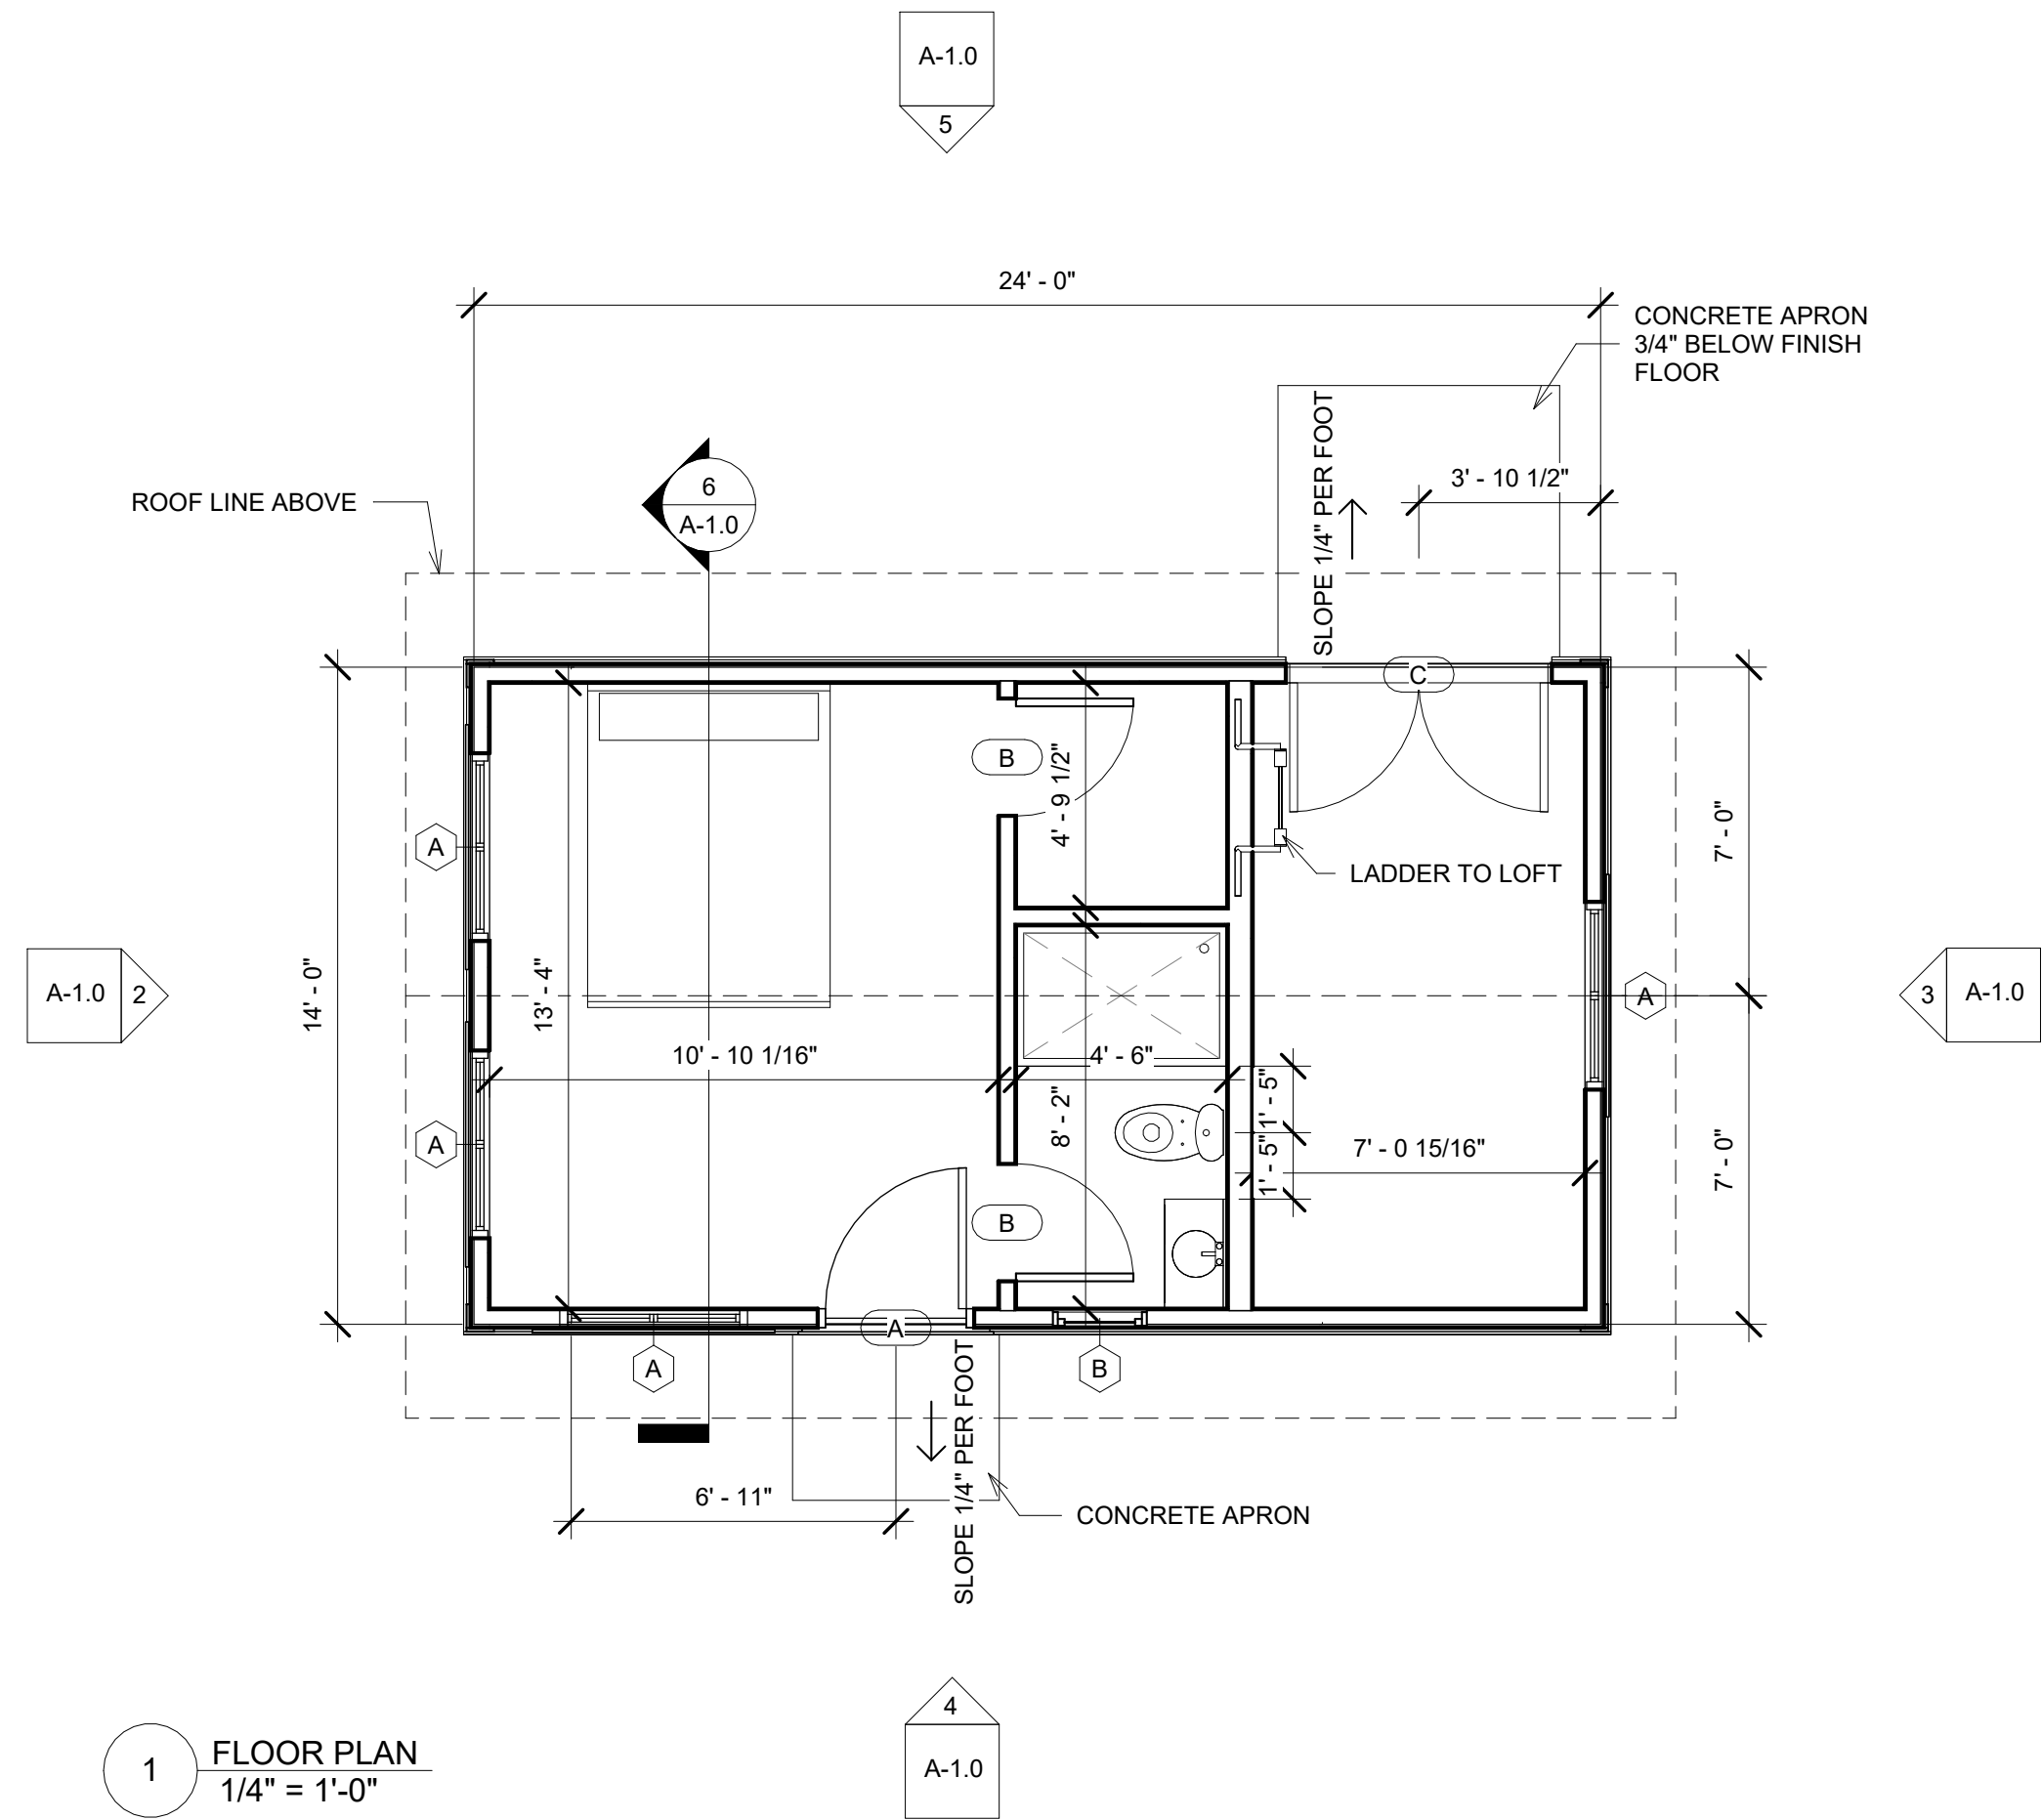 A-1.0
5
24' - 0"
CONCRETE APRON
3/4" BELOW FINISH
FLOOR
SLOPE 1/4" PER FOOT
3' - 10 1/2"
ROOF LINE ABOVE
6
A-1.0
C
B
4' - 9 1/2"
7' - 0"
A
LADDER TO LOFT
14' - 0"
13' - 4"
A-1.0
2
A
3
A-1.0
10' - 10 1/16"
4' - 6"
1' - 5"
8' - 2"
A
7' - 0 15/16"
1' - 5"
7' - 0"
B
A
A
B
SLOPE 1/4" PER FOOT
6' - 11"
CONCRETE APRON
4
A-1.0
1
FLOOR PLAN
1/4" = 1'-0"